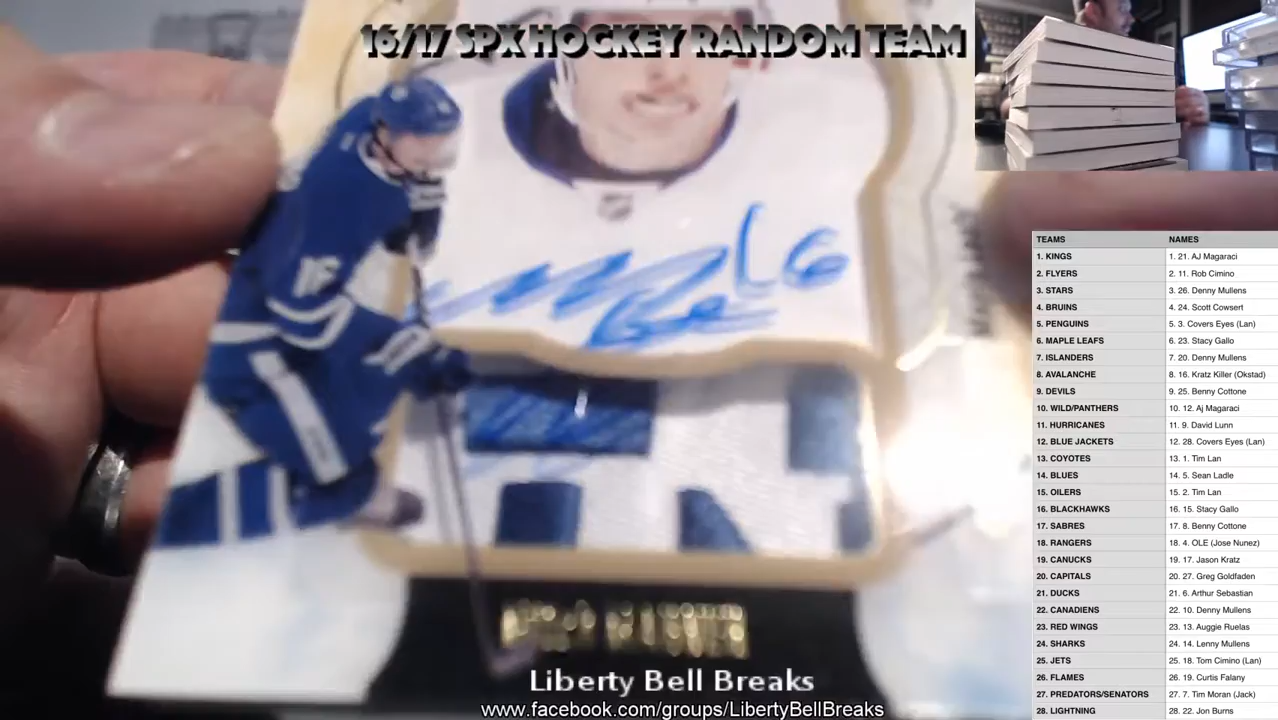 16/17 SPX HOCKEY RANDOM TEAM
16
16
TEAMS NAMES
1. KINGS 1. 21. AJ Magaraci
2. FLYERS 2. 11. Rob Cimino
3. STARS 3. 26. Denny Mullens
4. BRUINS 4. 24. Scott Cowsert
5. PENGUINS 5. 3. Covers Eyes (Lan)
6. MAPLE LEAFS 6. 23. Stacy Gallo
7. ISLANDERS 7. 20. Denny Mullens
8. AVALANCHE 8. 16. Kratz Killer (Okstad)
9. DEVILS 9. 25. Benny Cottone
10. WILD/PANTHERS 10. 12. Aj Magaraci
11. HURRICANES 11. 9. David Lunn
12. BLUE JACKETS 12. 28. Covers Eyes (Lan)
13. COYOTES 13. 1. Tim Lan
14. BLUES 14. 5. Sean Ladle
15. OILERS 15. 2. Tim Lan
16. BLACKHAWKS 16. 15. Stacy Gallo
17. SABRES 17. 8. Benny Cottone
18. RANGERS 18. 4. OLE (Jose Nunez)
19. CANUCKS 19. 17. Jason Kratz
20. CAPITALS 20. 27. Greg Goldfaden
21. DUCKS 21. 6. Arthur Sebastian
22. CANADIENS 22. 10. Denny Mullens
23. RED WINGS 23. 13. Auggie Ruelas
24. SHARKS 24. 14. Lenny Mullens
25. JETS 25. 18. Tom Cimino (Lan)
26. FLAMES 26. 19. Curtis Falany
27. PREDATORS/SENATORS 27. 7. Tim Moran (Jack)
28. LIGHTNING 28. 22. Jon Burns
Liberty Bell Breaks
www.facebook.com/groups/LibertyBellBreaks